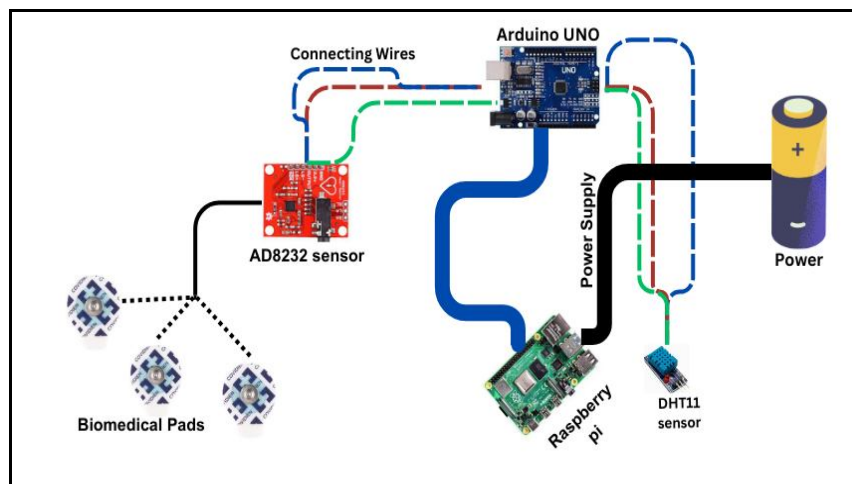 Arduino UNO
Connecting Wires
UNO
+
AD8232 sensor
Power Supply
Power
Biomedical Pads
Raspberry
pi
DHT11
sensor